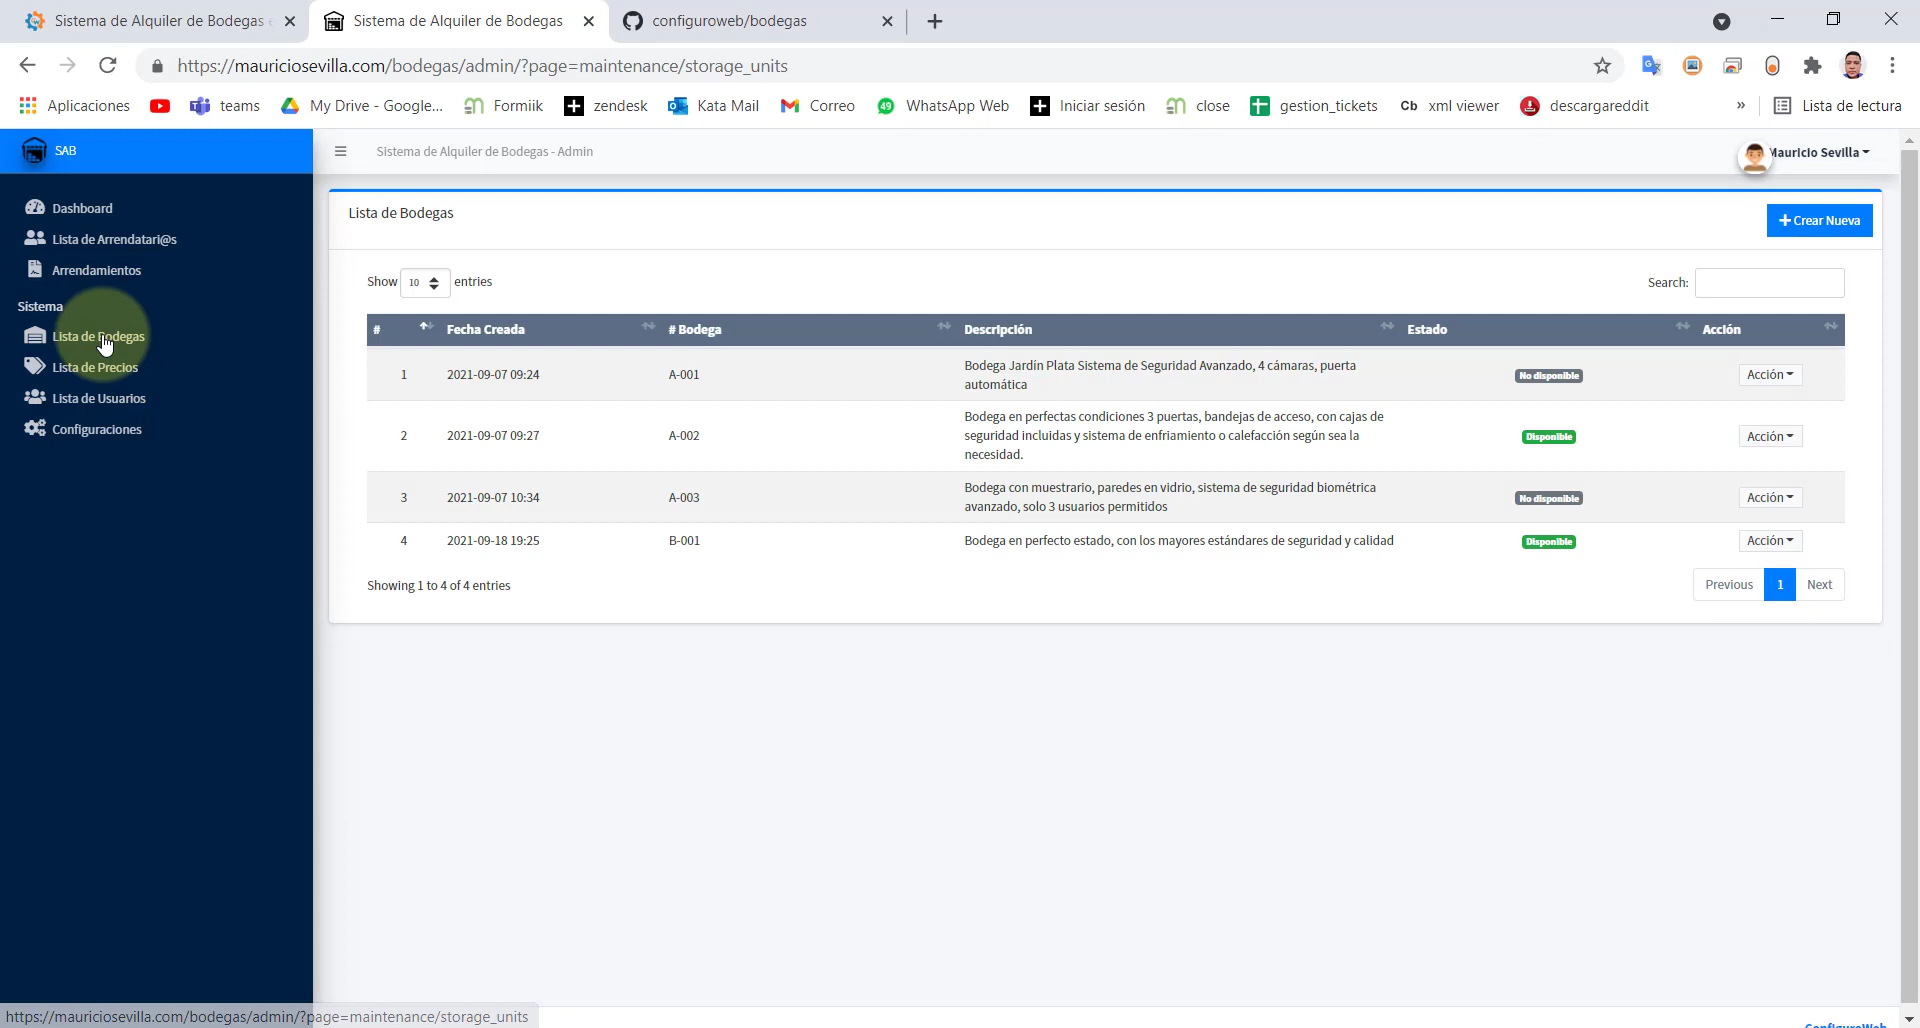 Sistema de Alquiler de Bodegas
Sistema de Alquiler de Bodegas
configuroweb/bodegas
https://mauriciosevilla.com/bodegas/admin/?page=maintenance/storage_units
Aplicaciones
teams
My Drive - Google...
Formiik
zendesk
Kata Mail
Correo
49
WhatsApp Web
Iniciar sesión
close
gestion_tickets
Cb
xml viewer
descargareddit
»
Lista de lectura
SAB
Sistema de Alquiler de Bodegas - Admin
Mauricio Sevilla
Dashboard
Lista de Arrendatari@s
Arrendamientos
Sistema
Lista de Bodegas
Lista de Precios
Lista de Usuarios
Configuraciones
Lista de Bodegas
+ Crear Nueva
Show 10 entries
Search:
# Fecha Creada # Bodega Descripción Estado Acción
1 2021-09-07 09:24 A-001 Bodega Jardín Plata Sistema de Seguridad Avanzado, 4 cámaras, puerta
automática
No disponible
Acción
2 2021-09-07 09:27 A-002 Bodega en perfectas condiciones 3 puertas, bandejas de acceso, con cajas de
seguridad incluidas y sistema de enfriamiento o calefacción según sea la
necesidad.
Disponible
Acción
3 2021-09-07 10:34 A-003 Bodega con muestrario, paredes en vidrio, sistema de seguridad biométrica
avanzado, solo 3 usuarios permitidos
No disponible
Acción
4 2021-09-18 19:25 B-001 Bodega en perfecto estado, con los mayores estándares de seguridad y calidad
Disponible
Acción
Showing 1 to 4 of 4 entries
Previous 1 Next
https://mauriciosevilla.com/bodegas/admin/?page=maintenance/storage_units
ConfiguroWeb